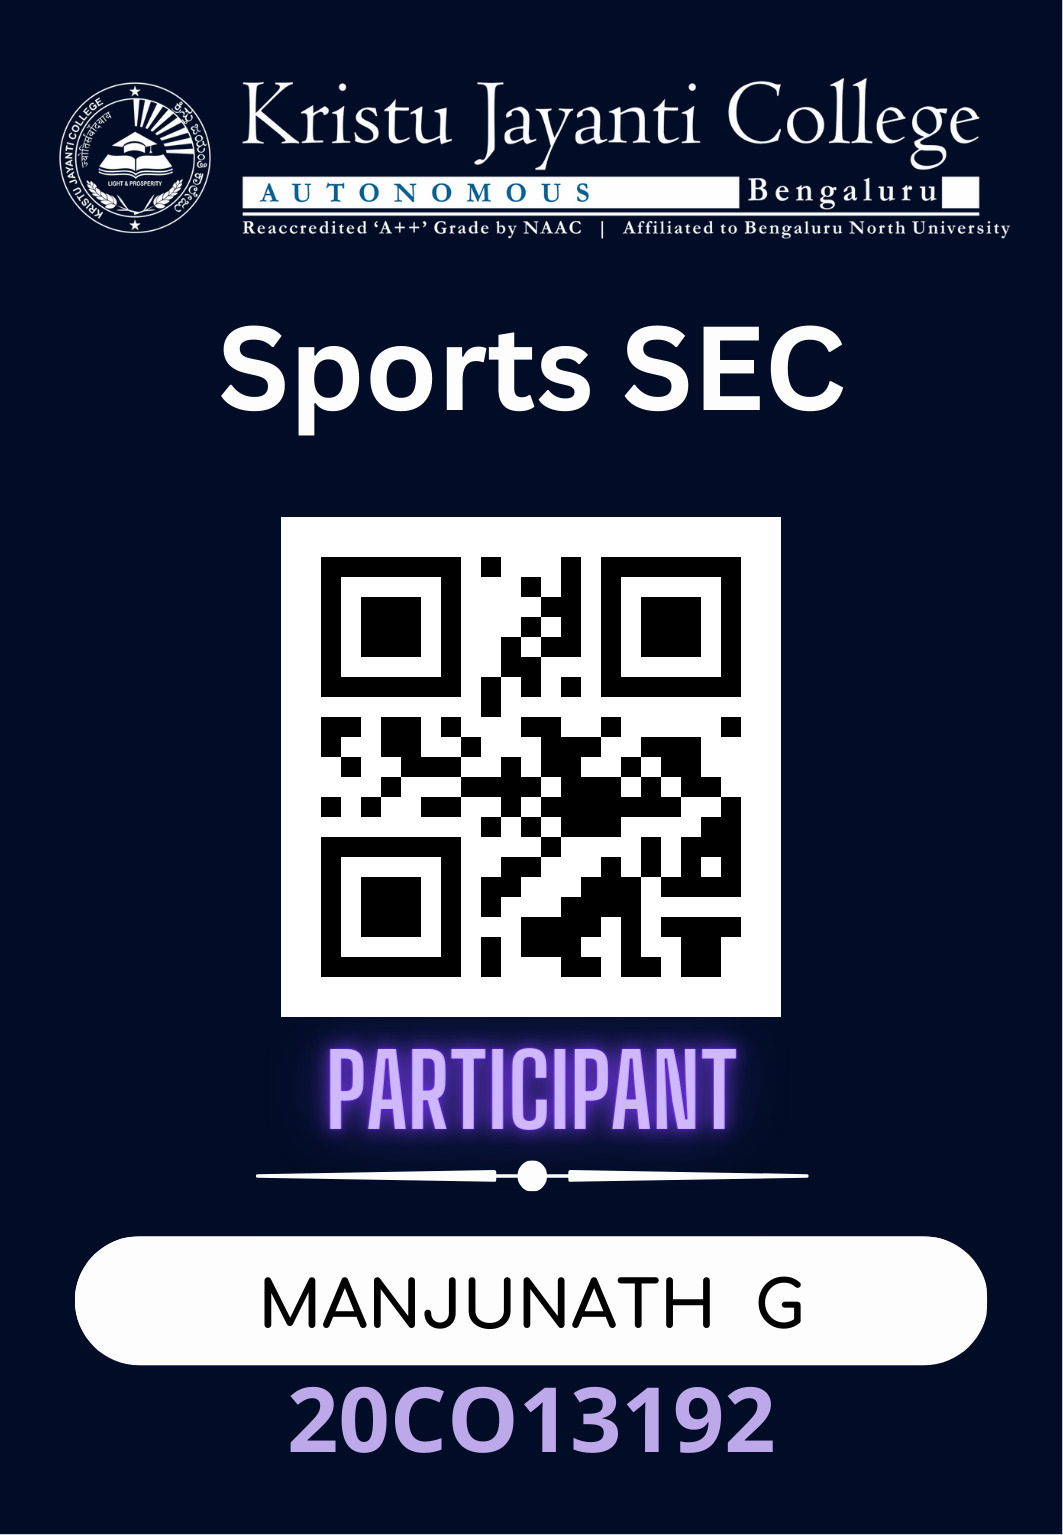 KRISTU JAYANTI COLLEGE
ಕ್ರಿಸ್ತು ಜಯಂತಿ ಕಾಲೇಜು
LIGHT & PROSPERITY
Kristu Jayanti College
AUTONOMOUS Bengaluru
Reaccredited ‘A++’ Grade by NAAC | Affiliated to Bengaluru North University
Sports SEC
PARTICIPANT
MANJUNATH G
20CO13192